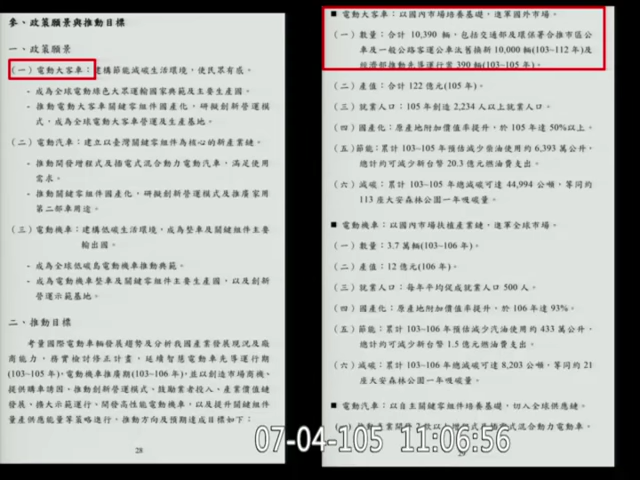 參、政策願景與推動目標
一、政策願景
（一）電動大客車：建構節能減碳生活環境，使民眾有感。
- 成為全球電動綠色大眾運輸國家典範及主要生產國。
- 推動電動大客車關鍵零組件國產化，研擬創新營運模
式，成為全球電動大客車營運及生產基地。
（二）電動汽車：建立以臺灣關鍵零組件為核心的新產業鏈。
- 推動開發增程式及插電式混合動力電動汽車，滿足使用
需求。
- 推動關鍵零組件國產化，研擬創新營運模式及推廣家用
第二部車用途。
（三）電動機車：建構低碳生活環境，成為整車及關鍵組件主要
輸出國。
- 成為全球低碳島電動機車推動典範。
- 成為電動機車整車及關鍵組件主要生產國，以及創新
營運示範基地。
二、推動目標
考量國際電動車輛發展趨勢及分析我國產業發展現況及廠
商能力，務實檢討修正計畫，延續智慧電動車先導運行期
(103~105年)、電動機車推廣期(103~106年)，並以創造市場商機、
提供購車誘因、推動創新營運模式、鼓勵業者投入、產業價值鏈
發展、擴大示範運行、開發高性能電動機車，以及提升關鍵組件
量產供應能量等策略進行，推動方向及預期達成目標如下：
28
■ 電動大客車：以國內市場培養基礎，進軍國外市場。
（一）數量：合計 10,390 輛，包括交通部及環保署合推市區公
車及一般公路客運公車汰舊換新 10,000 輛(103~112 年)及
經濟部推動先導運行案 390 輛(103~105 年)。
（二）產值：合計 122 億元(105 年)。
（三）就業人口：105 年創造 2,234 人以上就業人口。
（四）國產化：原產地附加價值率提升，於 105 年達 50%以上。
（五）節能：累計 103~105 年預估減少柴油使用約 6,393 萬公升，
總計約可減少新台幣 20.3 億元油費支出。
（六）減碳：累計 103~105 年總減碳可達 44,994 公噸，等同約
113 座大安森林公園一年吸碳量。
■ 電動機車：以國內市場扶植產業鏈，進軍全球市場。
（一）數量：3.7 萬輛(103~106 年)。
（二）產值：12 億元(106 年)。
（三）就業人口：每年平均促成就業人口 500 人。
（四）國產化：原產地附加價值率提升，於 106 年達 93%。
（五）節能：累計 103~106 年預估減少汽油使用約 433 萬公升，
總計約可減少新台幣 1.5 億元油費支出。
（六）減碳：累計 103~106 年總減碳可達 8,203 公噸，等同約 21
座大安森林公園一年吸碳量。
■ 電動汽車：以自主關鍵零組件培養基礎，切入全球供應鏈。
07-04-105 11:06:56